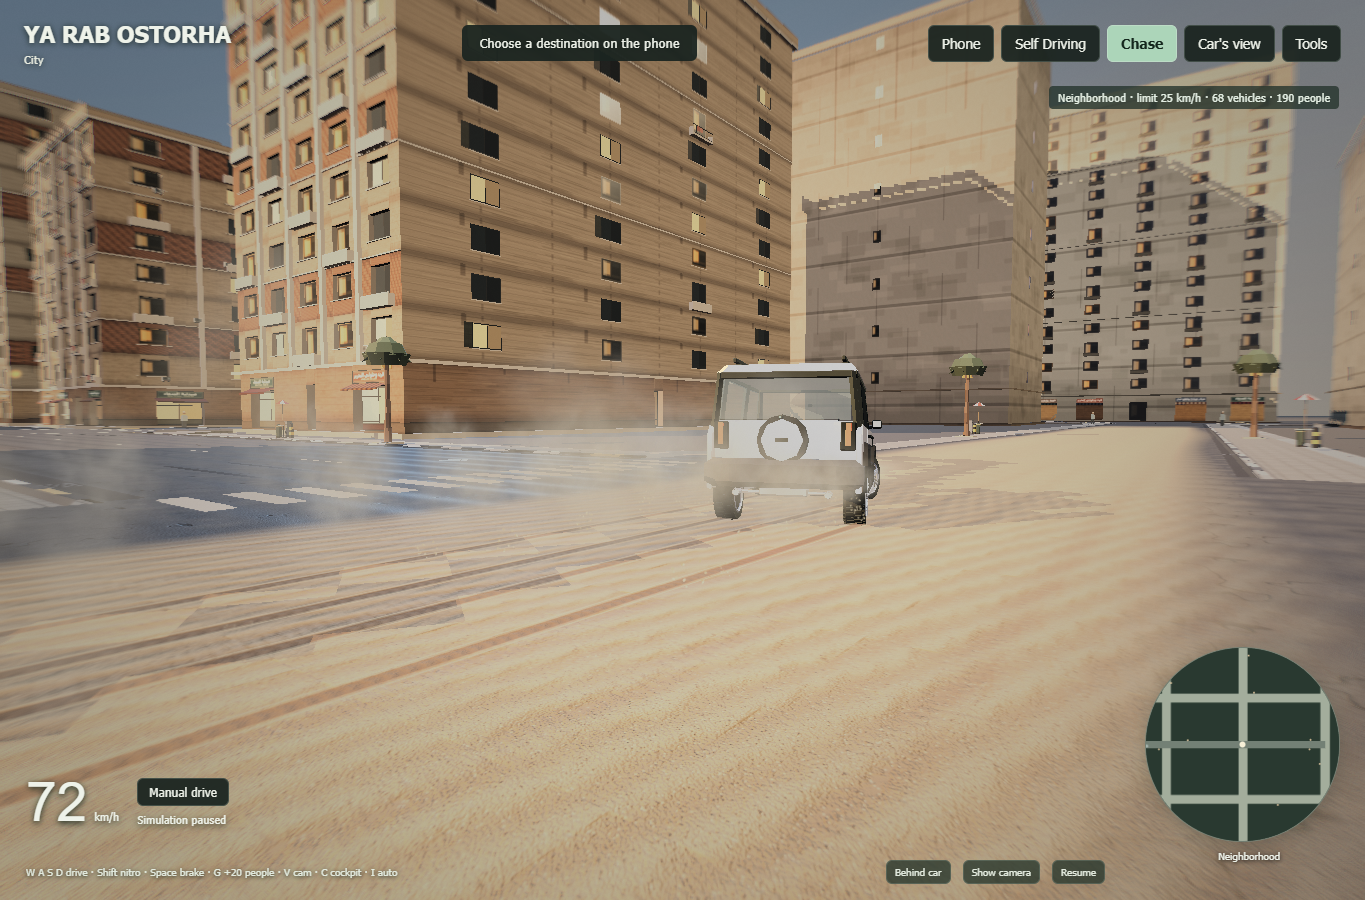 YA RAB OSTORHA
City
Choose a destination on the phone
Phone
Self Driving
Chase
Car's view
Tools
Neighborhood · limit 25 km/h · 68 vehicles · 190 people
72 km/h
Manual drive
Simulation paused
W A S D drive · Shift nitro · Space brake · G +20 people · V cam · C cockpit · I auto
Behind car
Show camera
Resume
Neighborhood